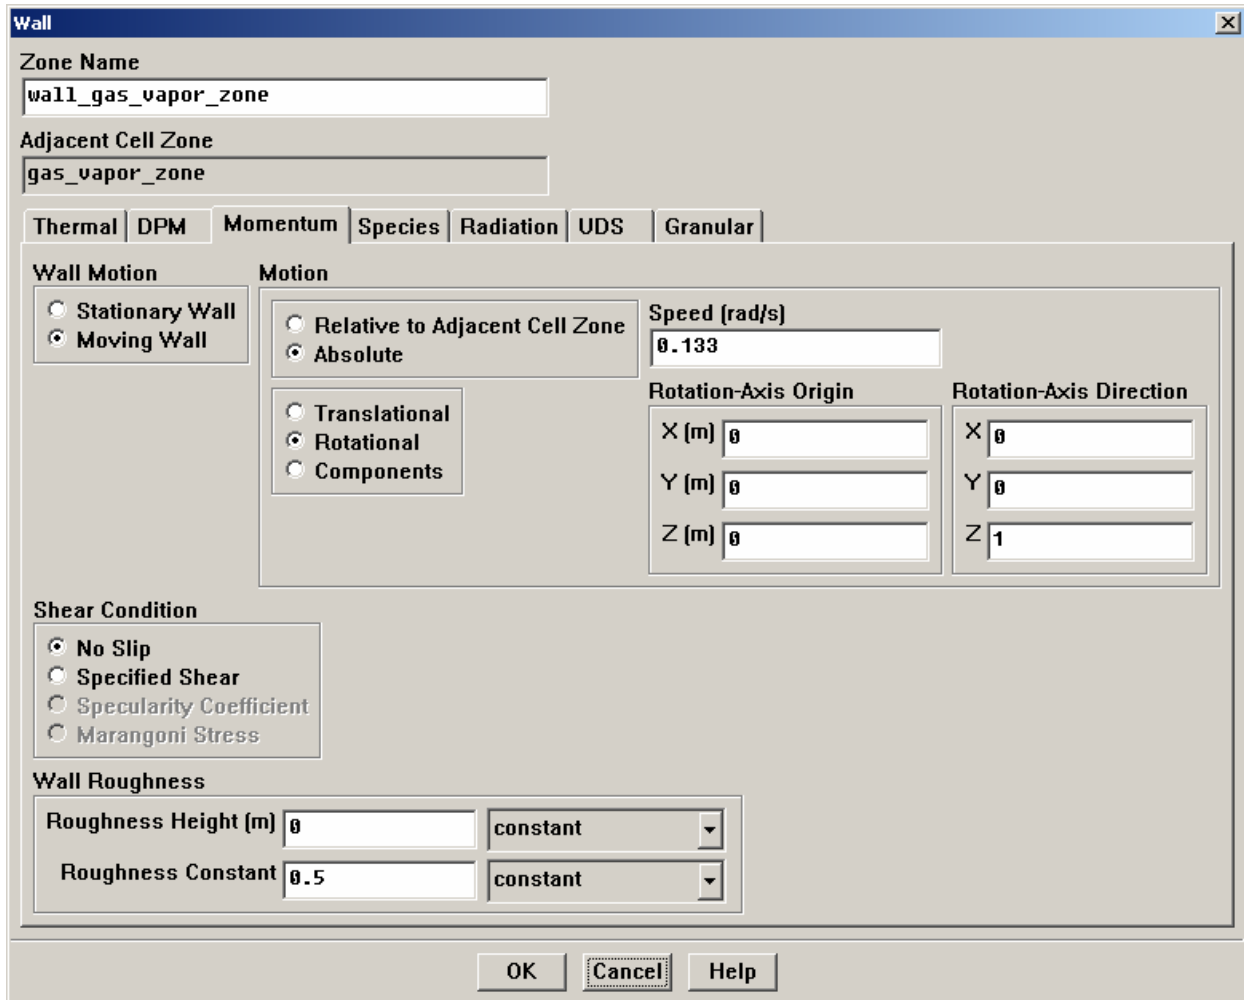 Wall
Zone Name
wall_gas_vapor_zone
Adjacent Cell Zone
gas_vapor_zone
Thermal DPM Momentum Species Radiation UDS Granular
Wall Motion
Stationary Wall
Moving Wall
Motion
Relative to Adjacent Cell Zone
Absolute
Translational
Rotational
Components
Speed (rad/s)
0.133
Rotation-Axis Origin
X (m) 0
Y (m) 0
Z (m) 0
Rotation-Axis Direction
X 0
Y 0
Z 1
Shear Condition
No Slip
Specified Shear
Specularity Coefficient
Marangoni Stress
Wall Roughness
Roughness Height (m) 0 constant
Roughness Constant 0.5 constant
OK Cancel Help